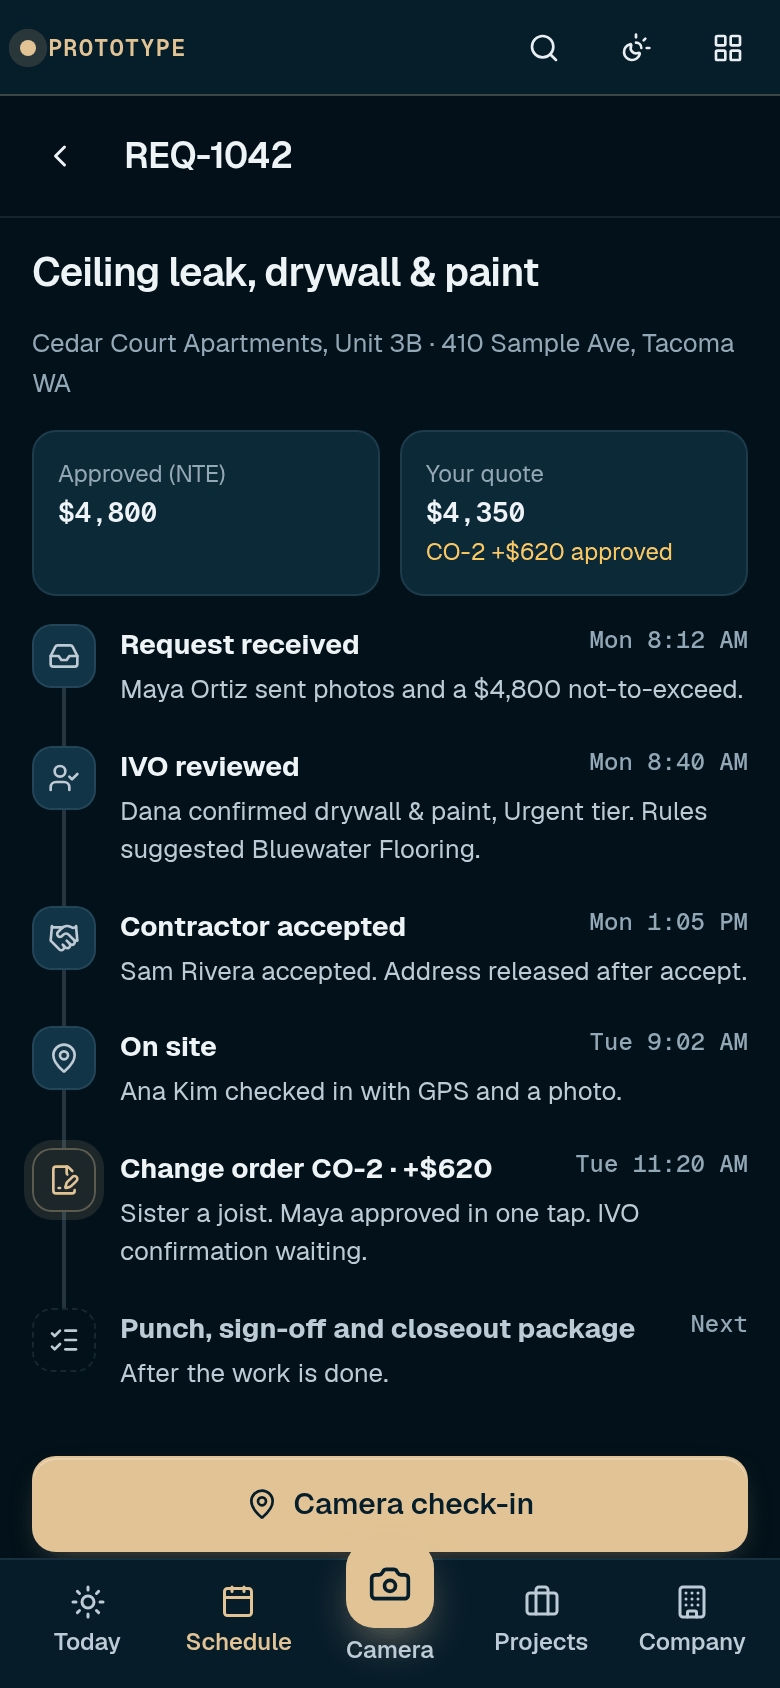 PROTOTYPE
REQ-1042
Ceiling leak, drywall & paint
Cedar Court Apartments, Unit 3B · 410 Sample Ave, Tacoma
WA
Approved (NTE)
$4,800
Your quote
$4,350
CO-2 +$620 approved
Request received
Mon 8:12 AM
Maya Ortiz sent photos and a $4,800 not-to-exceed.
IVO reviewed
Mon 8:40 AM
Dana confirmed drywall & paint, Urgent tier. Rules
suggested Bluewater Flooring.
Contractor accepted
Mon 1:05 PM
Sam Rivera accepted. Address released after accept.
On site
Tue 9:02 AM
Ana Kim checked in with GPS and a photo.
Change order CO-2 · +$620
Tue 11:20 AM
Sister a joist. Maya approved in one tap. IVO
confirmation waiting.
Punch, sign-off and closeout package
Next
After the work is done.
Camera check-in
Today
Schedule
Camera
Projects
Company